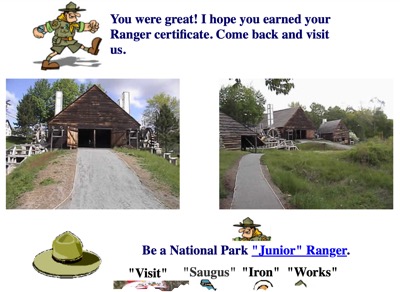 You were great! I hope you earned your
Ranger certificate. Come back and visit
us.
Be a National Park "Junior" Ranger.
"Visit" "Saugus" "Iron" "Works"